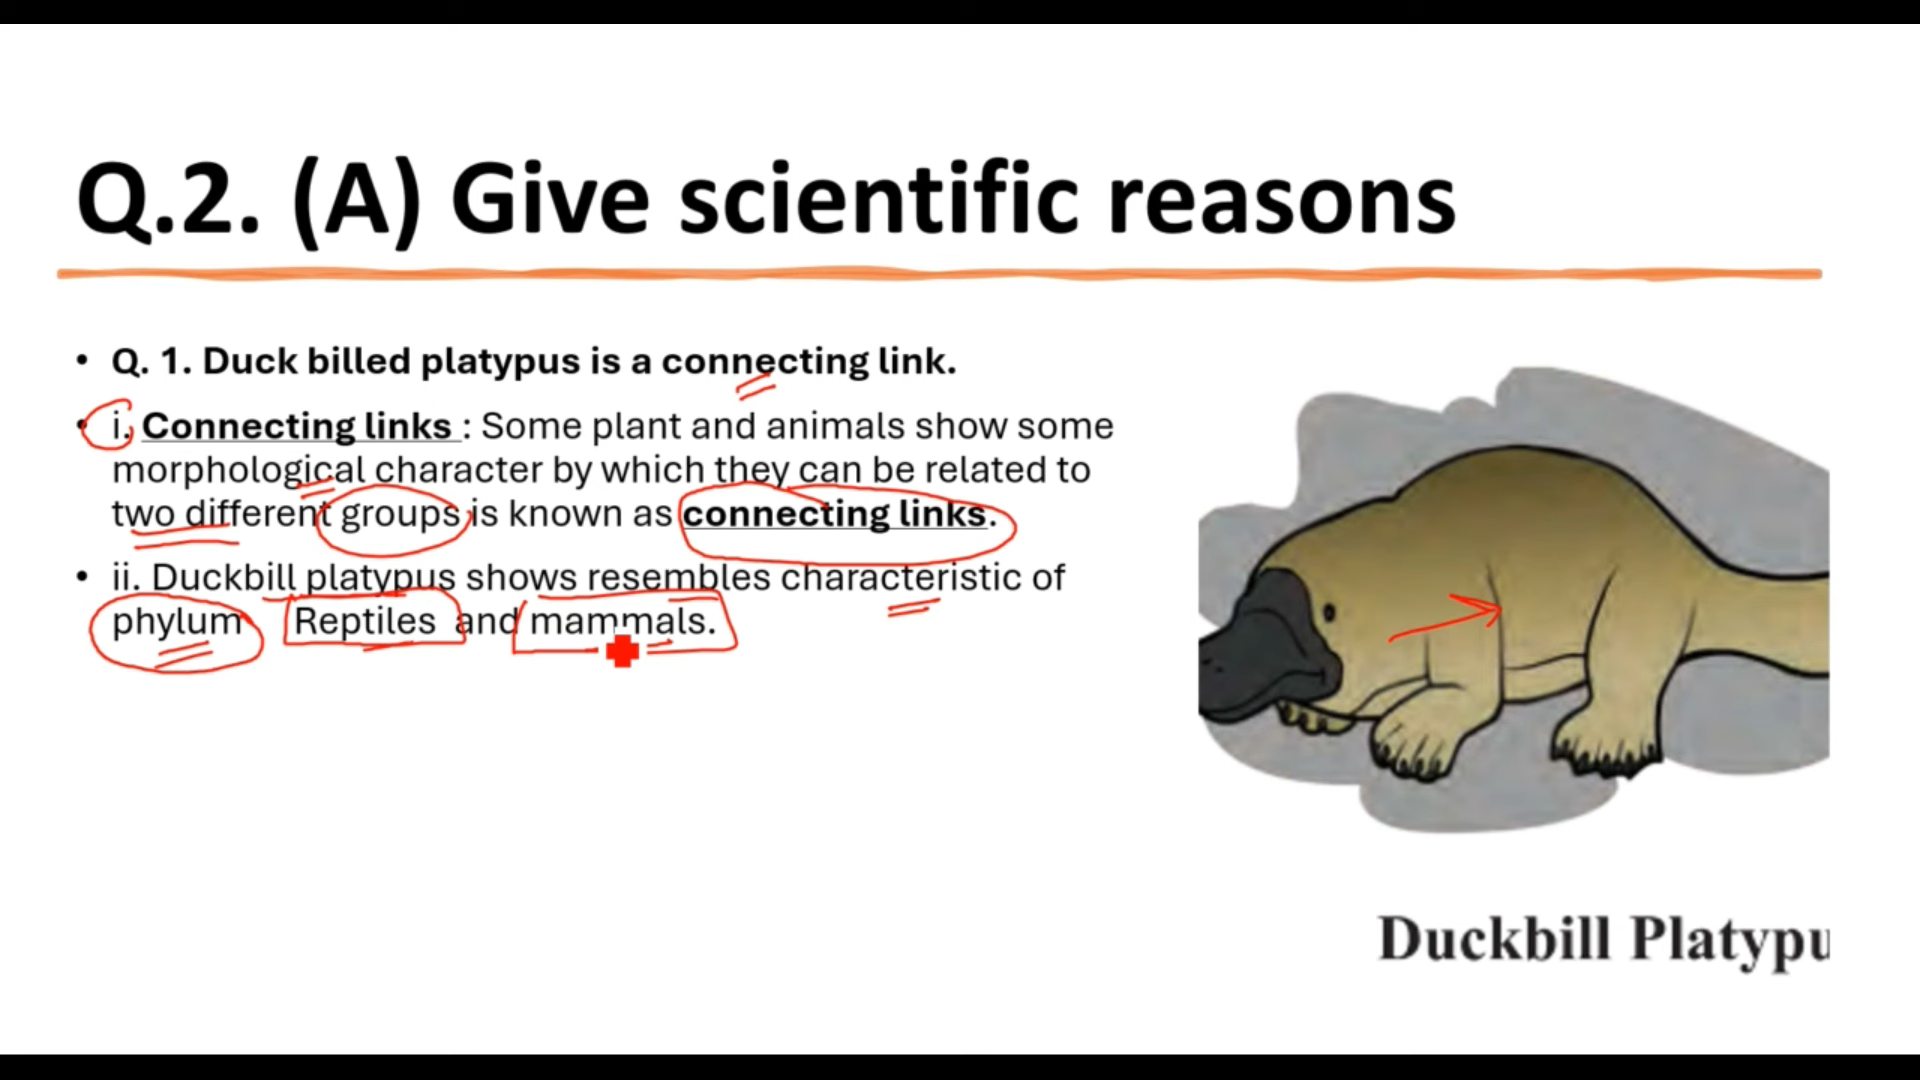 Q.2. (A) Give scientific reasons
• Q. 1. Duck billed platypus is a connecting link.
• i. Connecting links : Some plant and animals show some
morphological character by which they can be related to
two different groups is known as connecting links.
• ii. Duckbill platypus shows resembles characteristic of
phylum Reptiles and mammals.
Duckbill Platypu